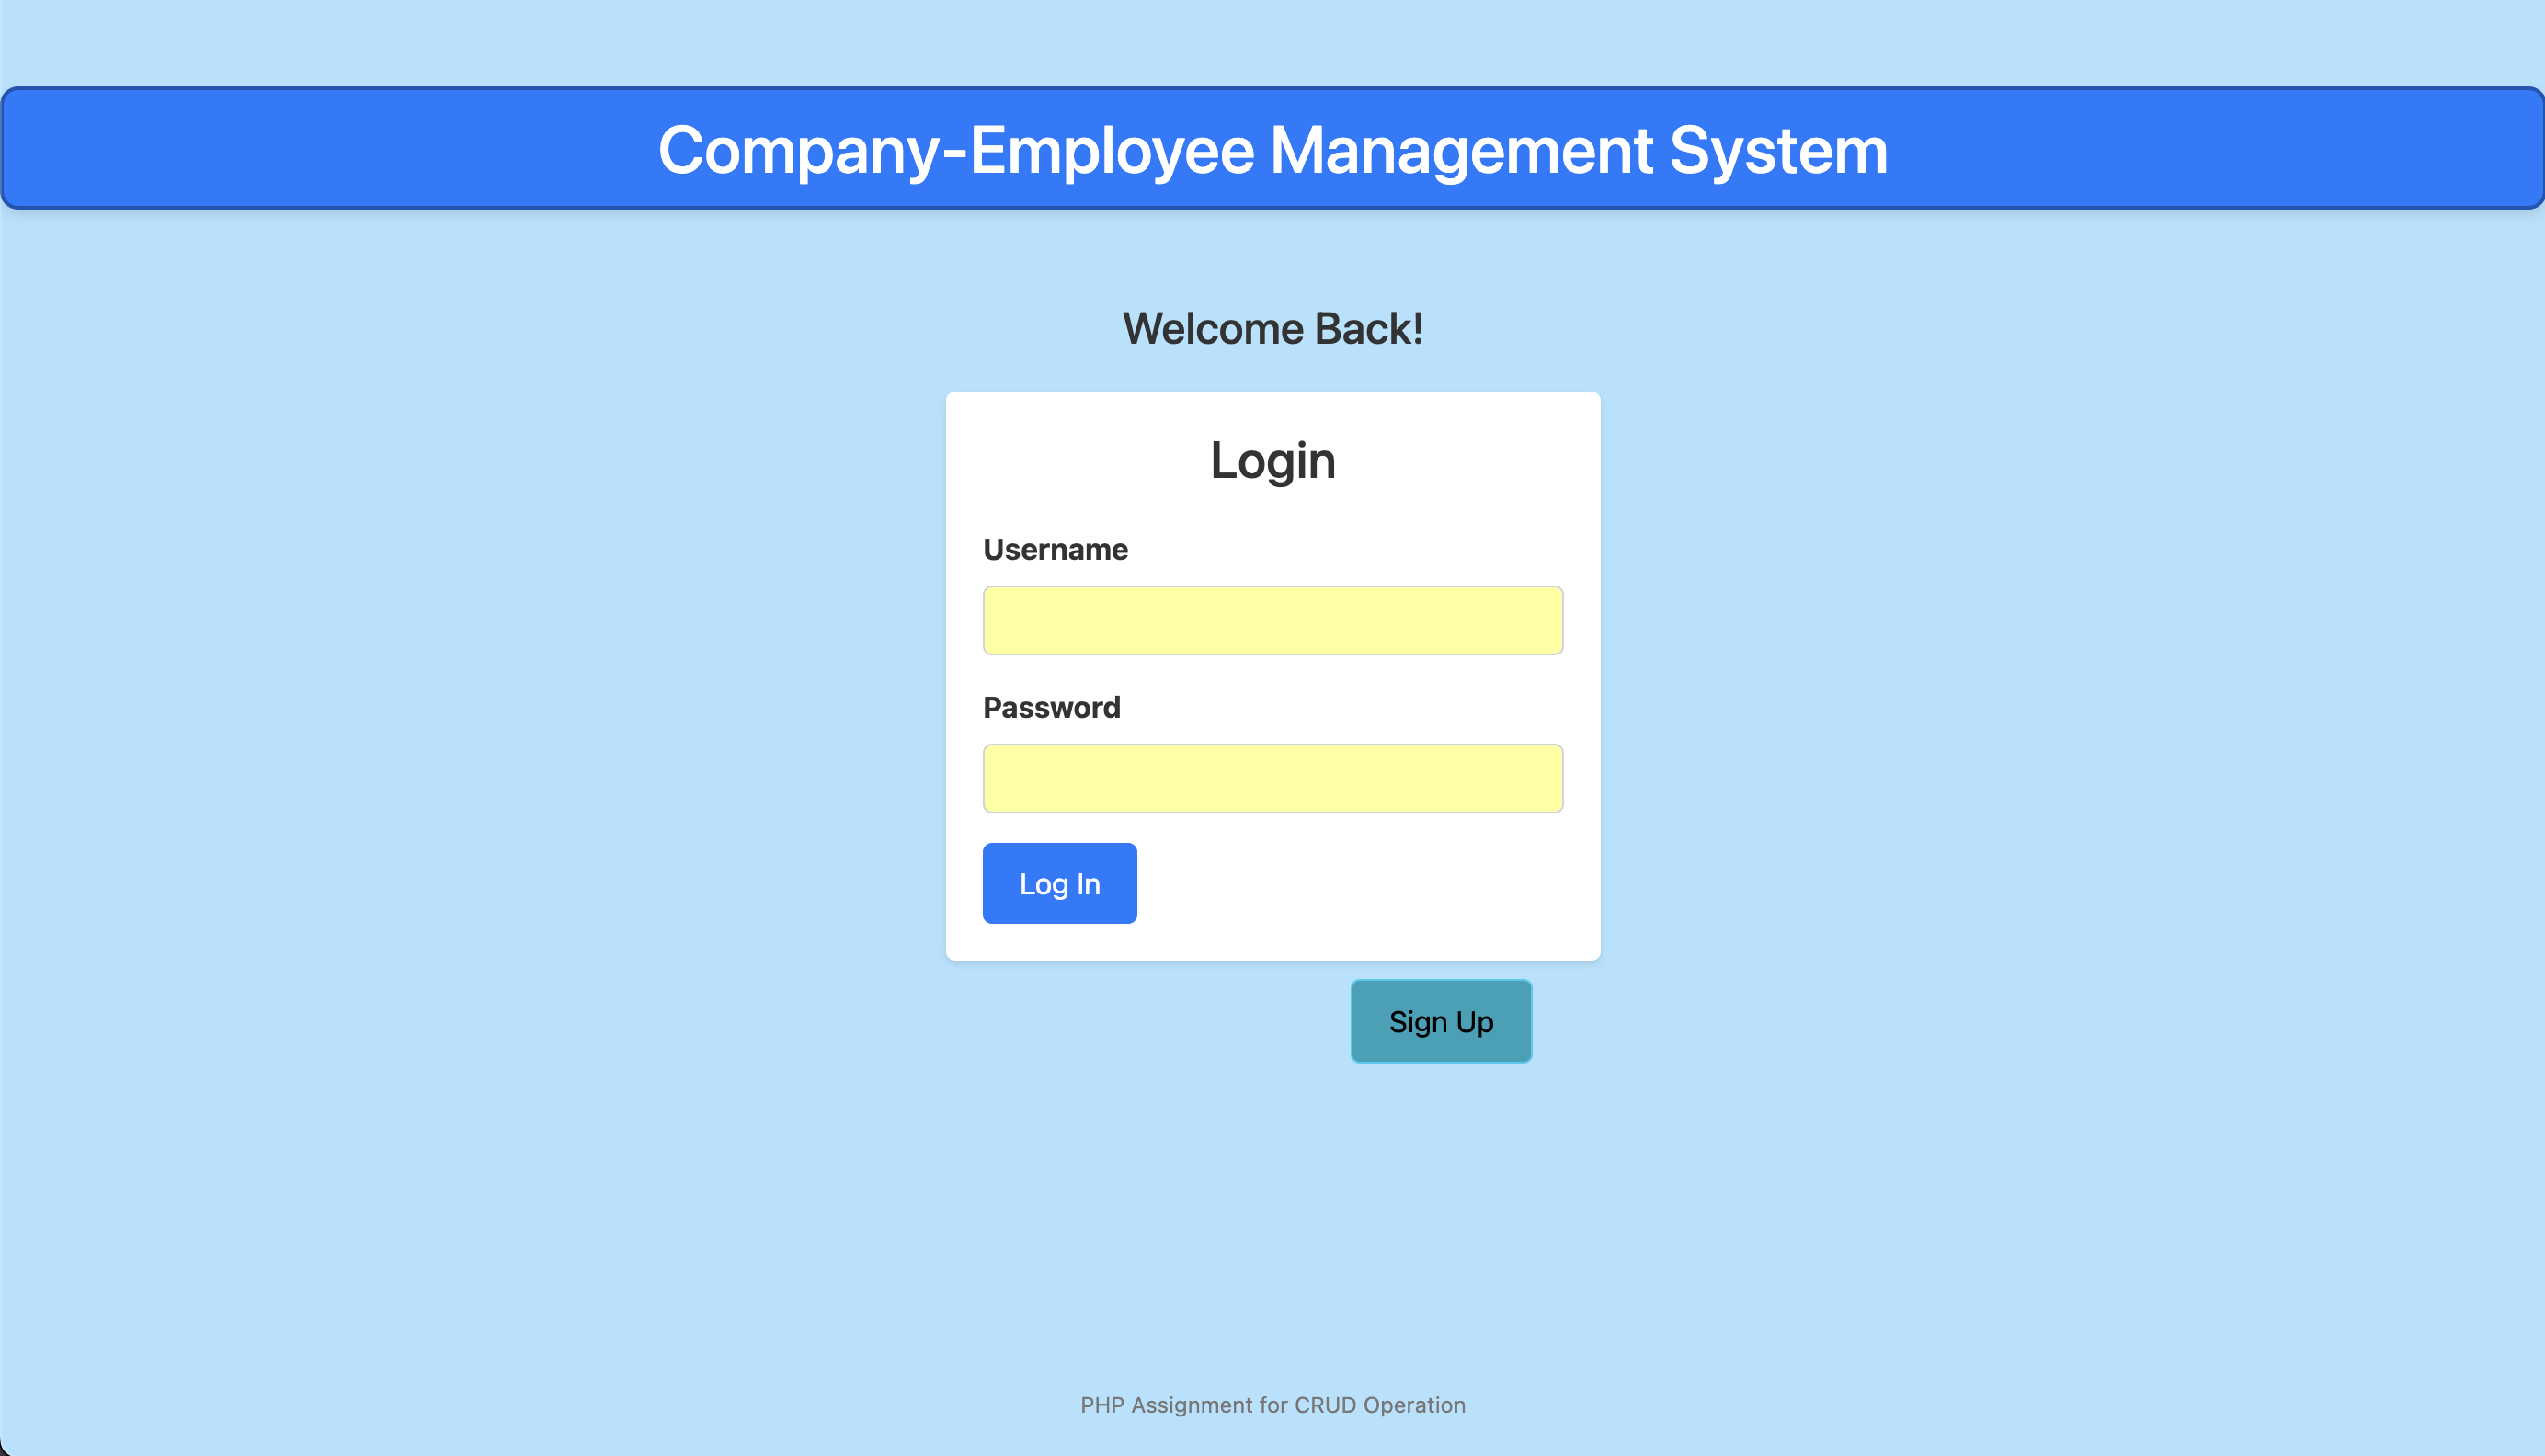 Company-Employee Management System
Welcome Back!
Login
Username
Password
Log In
Sign Up
PHP Assignment for CRUD Operation